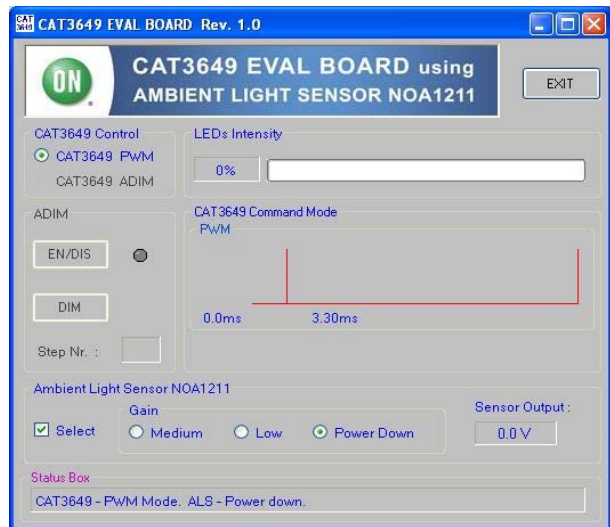 CAT
3649
CAT3649 EVAL BOARD Rev. 1.0
ON
CAT3649 EVAL BOARD using
AMBIENT LIGHT SENSOR NOA1211
EXIT
CAT3649 Control
CAT3649 PWM
CAT3649 ADIM
LEDs Intensity
0%
ADIM
EN/DIS
DIM
Step Nr. :
CAT3649 Command Mode
PWM
0.0ms
3.30ms
Ambient Light Sensor NOA1211
Select
Gain
Medium
Low
Power Down
Sensor Output :
0.0 V
Status Box
CAT3649 - PWM Mode. ALS - Power down.